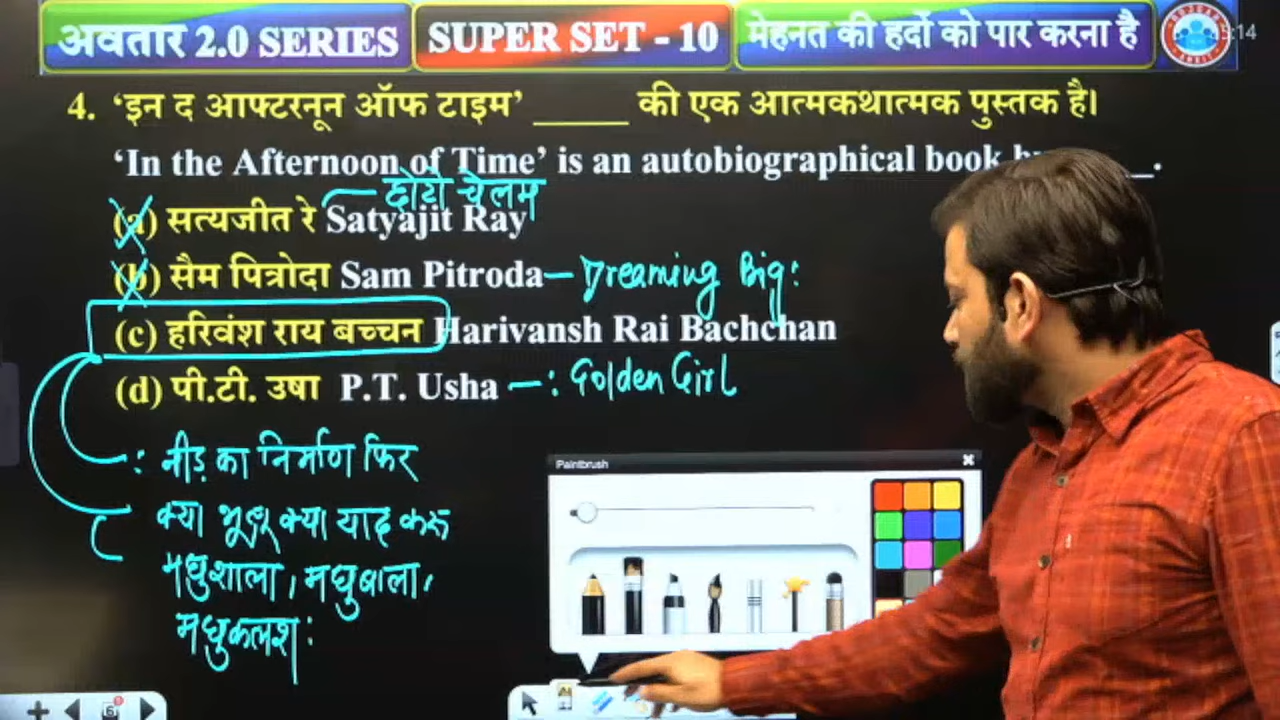 अवतार 2.0 SERIES
SUPER SET - 10
मेहनत की हदों को पार करना है
4. ‘इन द आफ्टरनून ऑफ टाइम’ _____ की एक आत्मकथात्मक पुस्तक है।
‘In the Afternoon of Time’ is an autobiographical book
(a) सत्यजीत रे Satyajit Ray
(b) सैम पित्रोदा Sam Pitroda – Dreaming Big:
(c) हरिवंश राय बच्चन Harivansh Rai Bachchan
(d) पी.टी. उषा P.T. Usha – : Golden Girl
: नीड़ का निर्माण फिर
क्या भूलूं क्या याद करू
मधुशाला, मधुबाला,
मधुकलश:
Paintbrush